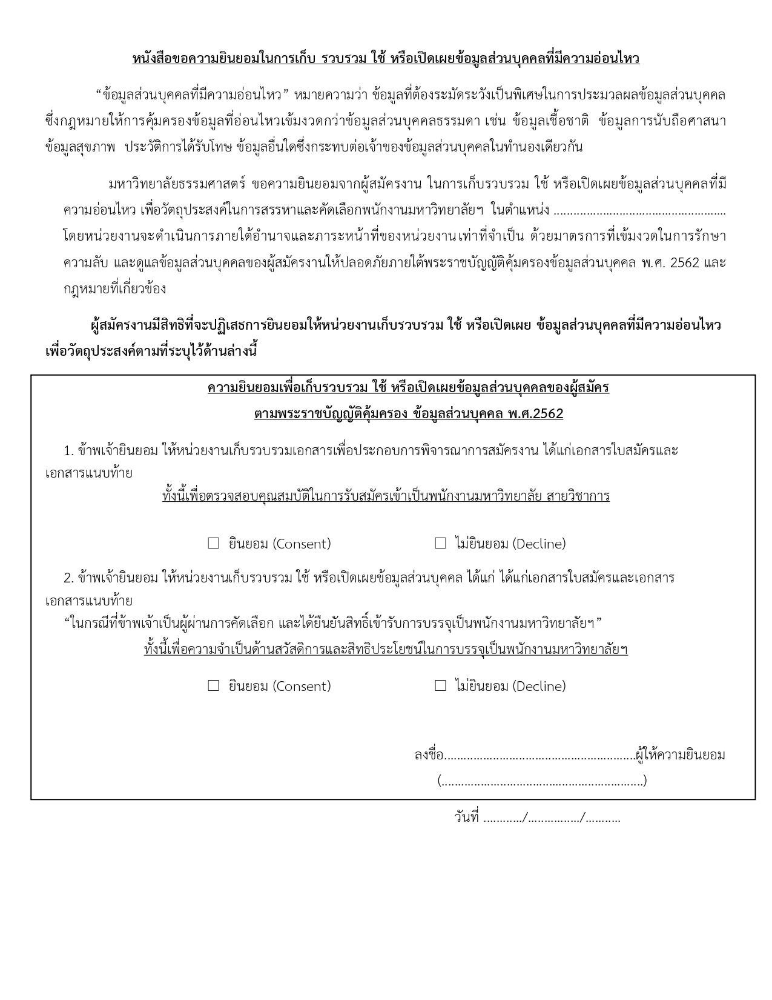 หนังสือขอความยินยอมในการเก็บ รวบรวม ใช้ หรือเปิดเผยข้อมูลส่วนบุคคลที่มีความอ่อนไหว
“ข้อมูลส่วนบุคคลที่มีความอ่อนไหว” หมายความว่า ข้อมูลที่ต้องระมัดระวังเป็นพิเศษในการประมวลผลข้อมูลส่วนบุคคล
ซึ่งกฎหมายให้การคุ้มครองข้อมูลที่อ่อนไหวเข้มงวดกว่าข้อมูลส่วนบุคคลธรรมดา เช่น ข้อมูลเชื้อชาติ ข้อมูลการนับถือศาสนา
ข้อมูลสุขภาพ ประวัติการได้รับโทษ ข้อมูลอื่นใดซึ่งกระทบต่อเจ้าของข้อมูลส่วนบุคคลในทำนองเดียวกัน
มหาวิทยาลัยธรรมศาสตร์ ขอความยินยอมจากผู้สมัครงาน ในการเก็บรวบรวม ใช้ หรือเปิดเผยข้อมูลส่วนบุคคลที่มี
ความอ่อนไหว เพื่อวัตถุประสงค์ในการสรรหาและคัดเลือกพนักงานมหาวิทยาลัยฯ ในตำแหน่ง ....................................................
โดยหน่วยงานจะดำเนินการภายใต้อำนาจและภาระหน้าที่ของหน่วยงานเท่าที่จำเป็น ด้วยมาตรการที่เข้มงวดในการรักษา
ความลับ และดูแลข้อมูลส่วนบุคคลของผู้สมัครงานให้ปลอดภัยภายใต้พระราชบัญญัติคุ้มครองข้อมูลส่วนบุคคล พ.ศ. 2562 และ
กฎหมายที่เกี่ยวข้อง
ผู้สมัครงานมีสิทธิที่จะปฏิเสธการยินยอมให้หน่วยงานเก็บรวบรวม ใช้ หรือเปิดเผย ข้อมูลส่วนบุคคลที่มีความอ่อนไหว
เพื่อวัตถุประสงค์ตามที่ระบุไว้ด้านล่างนี้
ความยินยอมเพื่อเก็บรวบรวม ใช้ หรือเปิดเผยข้อมูลส่วนบุคคลของผู้สมัคร
ตามพระราชบัญญัติคุ้มครอง ข้อมูลส่วนบุคคล พ.ศ.2562
1. ข้าพเจ้ายินยอม ให้หน่วยงานเก็บรวบรวมเอกสารเพื่อประกอบการพิจารณาการสมัครงาน ได้แก่เอกสารใบสมัครและ
เอกสารแนบท้าย
ทั้งนี้เพื่อตรวจสอบคุณสมบัติในการรับสมัครเข้าเป็นพนักงานมหาวิทยาลัย สายวิชาการ
☐ ยินยอม (Consent) ☐ ไม่ยินยอม (Decline)
2. ข้าพเจ้ายินยอม ให้หน่วยงานเก็บรวบรวม ใช้ หรือเปิดเผยข้อมูลส่วนบุคคล ได้แก่ ได้แก่เอกสารใบสมัครและเอกสาร
เอกสารแนบท้าย
“ในกรณีที่ข้าพเจ้าเป็นผู้ผ่านการคัดเลือก และได้ยืนยันสิทธิ์เข้ารับการบรรจุเป็นพนักงานมหาวิทยาลัยฯ”
ทั้งนี้เพื่อความจำเป็นด้านสวัสดิการและสิทธิประโยชน์ในการบรรจุเป็นพนักงานมหาวิทยาลัยฯ
☐ ยินยอม (Consent) ☐ ไม่ยินยอม (Decline)
ลงชื่อ...........................................................ผู้ให้ความยินยอม
(..............................................................)
วันที่ ............/................/...........